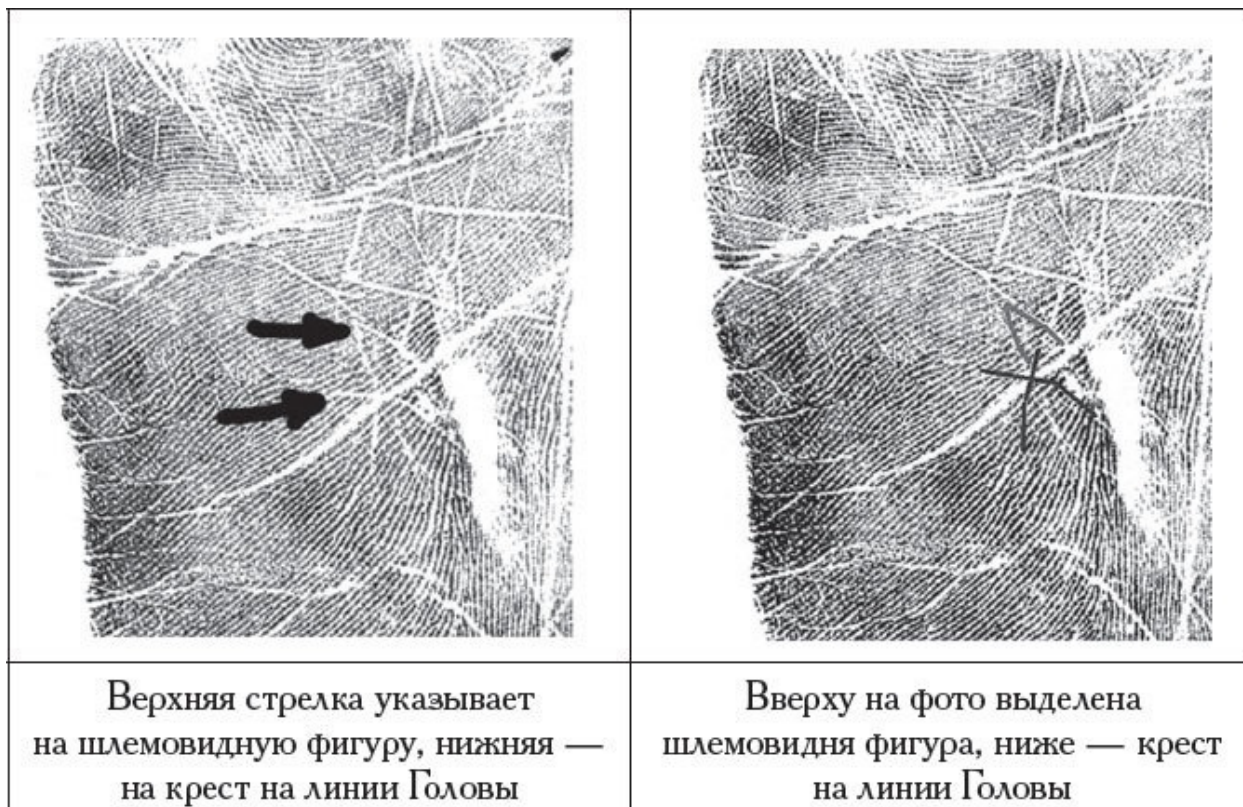 Верхняя стрелка указывает
на шлемовидную фигуру, нижняя —
на крест на линии Головы
Вверху на фото выделена
шлемовидня фигура, ниже — крест
на линии Головы